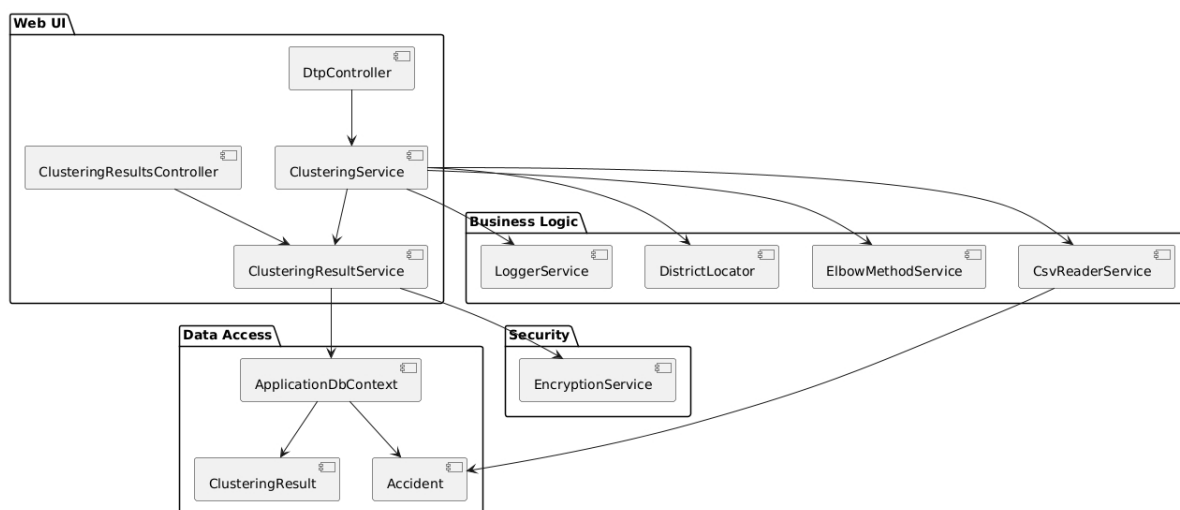 Web UI
DtpController
ClusteringResultsController
ClusteringService
Business Logic
ClusteringResultService
LoggerService
DistrictLocator
ElbowMethodService
CsvReaderService
Data Access
Security
ApplicationDbContext
EncryptionService
ClusteringResult
Accident